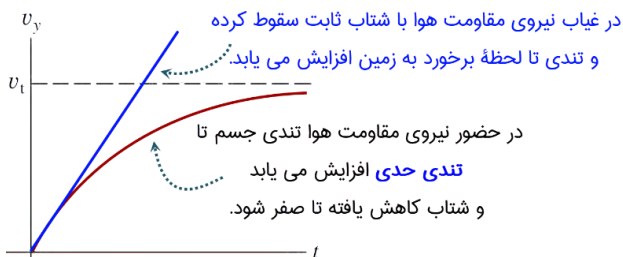 v_y
در غیاب نیروی مقاومت هوا با شتاب ثابت سقوط کرده
و تندی تا لحظهٔ برخورد به زمین افزایش می یابد.
v_t
در حضور نیروی مقاومت هوا تندی جسم تا
تندی حدی افزایش می یابد
و شتاب کاهش یافته تا صفر شود.
t